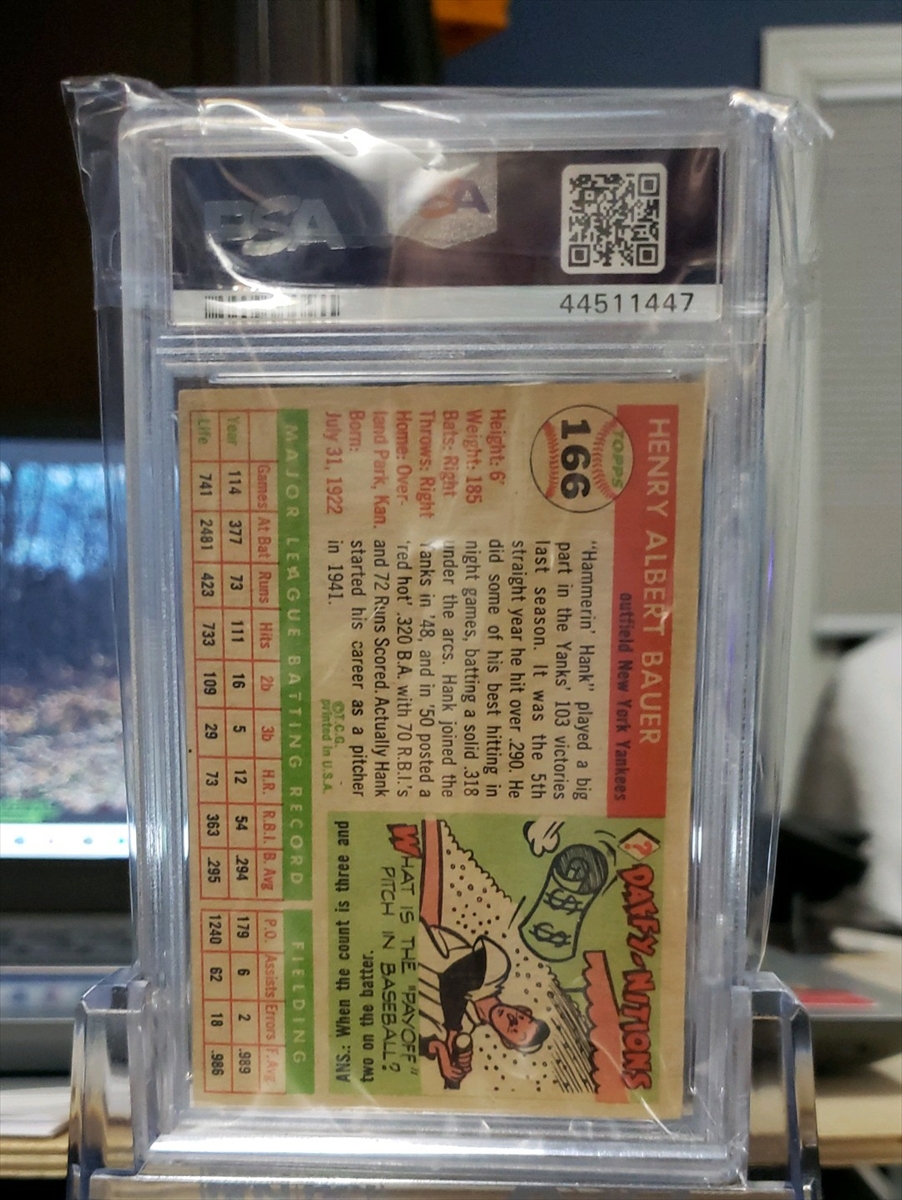 PSA
44511447
HENRY ALBERT BAUER
outfield New York Yankees
TOPPS
166
Height: 6'
Weight: 185
Bats: Right
Throws: Right
Home: Over-
land Park, Kan.
Born:
July 31, 1922
"Hammerin' Hank" played a big
part in the Yanks' 103 victories
last season. It was the 5th
straight year he hit over .290. He
did some of his best hitting in
night games, batting a solid .318
under the arcs. Hank joined the
Yanks in '48, and in '50 posted a
'red hot' .320 B.A. with 70 R.B.I.'s
and 72 Runs Scored. Actually Hank
started his career as a pitcher
in 1941.
©T.C.G.
printed in U.S.A.
? DAFFY-NITIONS
$ $ $
WHAT IS THE "PAYOFF"
PITCH IN BASEBALL?
ANS.: When the count is three and
two on the batter.
MAJOR LEAGUE BATTING RECORD FIELDING
Games At Bat Runs Hits 2b 3b H.R. R.B.I. B. Avg P.O. Assists Errors F. Avg
Year 114 377 73 111 16 5 12 54 .294 179 6 2 .989
Life 741 2481 423 733 109 29 73 363 .295 1240 62 18 .986